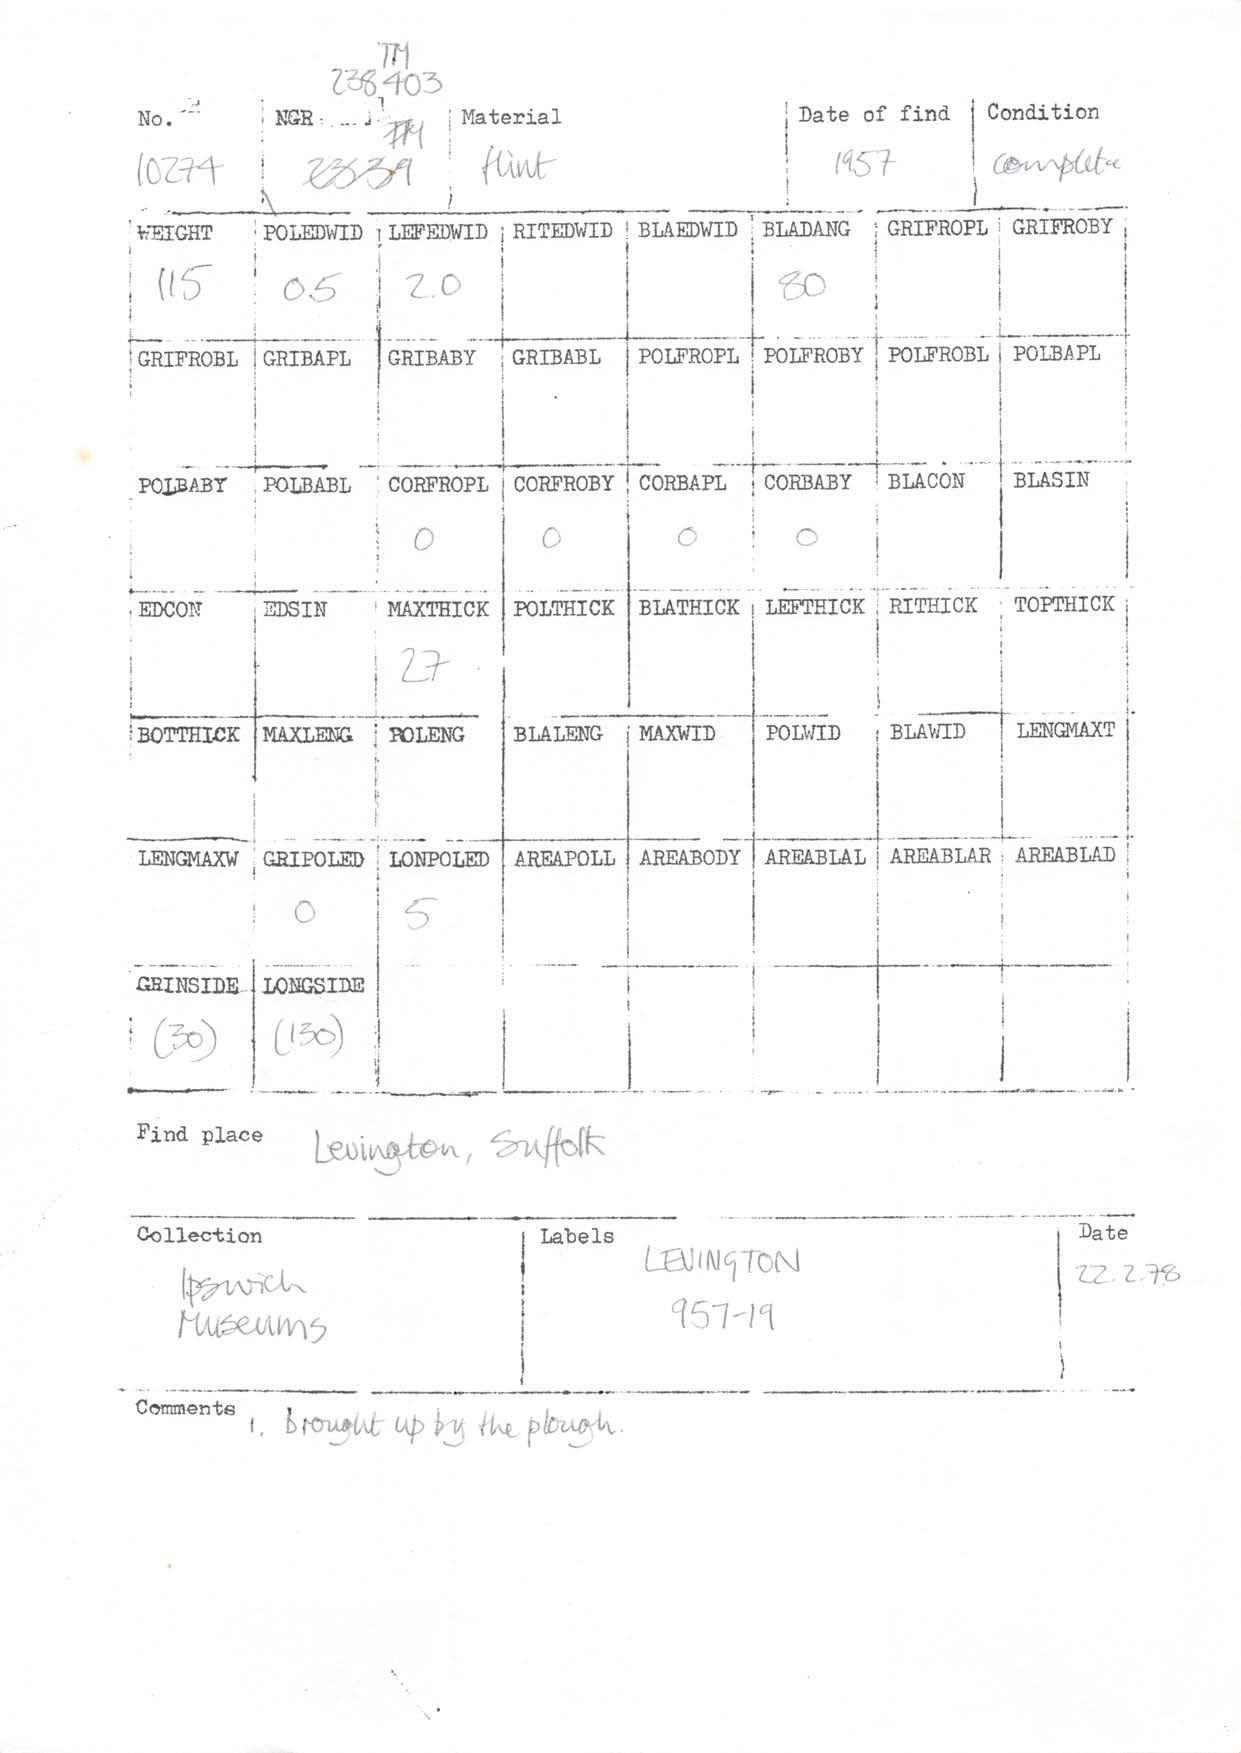 TM
238,403
No. NGR TM Material Date of find Condition
10274 2339 flint 1957 complete
WEIGHT POLEDWID LEFEDWID RITEDWID BLAEDWID BLADANG GRIFROPL GRIFROBY
115 0.5 2.0 80
GRIFROBL GRIBAPL GRIBABY GRIBABL POLFROPL POLFROBY POLFROBL POLBAPL
POLBABY POLBABL CORFROPL CORFROBY CORBAPL CORBABY BLACON BLASIN
0 0 0 0
EDCON EDSIN MAXTHICK POLTHICK BLATHICK LEFTHICK RITHICK TOPTHICK
27
BOTTHICK MAXLENG POLENG BLALENG MAXWID POLWID BLAWID LENGMAXT
LENGMAXW GRIPOLED LONPOLED AREAPOLL AREABODY AREABLAL AREABLAR AREABLAD
0 5
GRINSIDE LONGSIDE
(30) (130)
Find place Levington, Suffolk
Collection Labels Date
LEVINGTON 22.2.78
Ipswich
Museums 957-19
Comments 1. brought up by the plough.